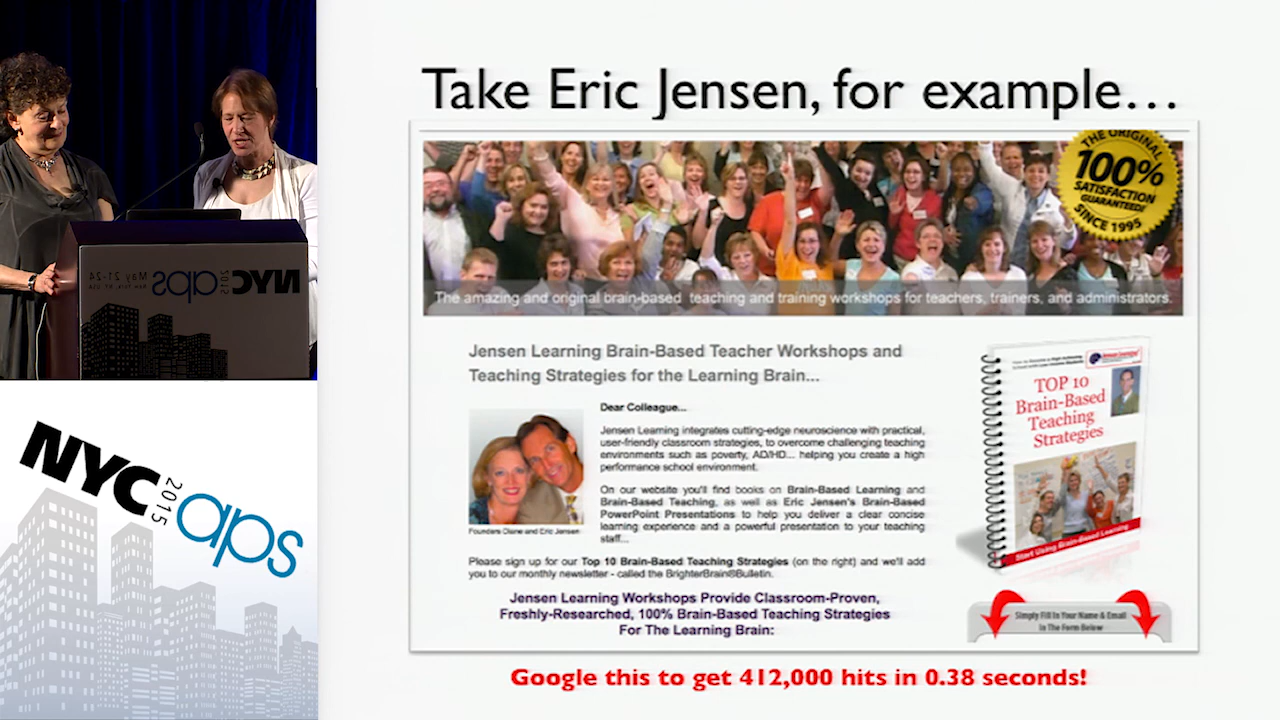 Take Eric Jensen, for example…
THE ORIGINAL
100%
SATISFACTION
GUARANTEED!
SINCE 1995
The amazing and original brain-based teaching and training workshops for teachers, trainers, and administrators.
Jensen Learning Brain-Based Teacher Workshops and
Teaching Strategies for the Learning Brain...
Dear Colleague...
Jensen Learning integrates cutting-edge neuroscience with practical,
user-friendly classroom strategies, to overcome challenging teaching
environments such as poverty, AD/HD... helping you create a high
performance school environment.
On our website you'll find books on Brain-Based Learning and
Brain-Based Teaching, as well as Eric Jensen's Brain-Based
PowerPoint Presentations to help you deliver a clear concise
learning experience and a powerful presentation to your teaching
staff...
Founders Diane and Eric Jensen
Please sign up for our Top 10 Brain-Based Teaching Strategies (on the right) and we'll add
you to our monthly newsletter - called the BrighterBrain®Bulletin.
Jensen Learning Workshops Provide Classroom-Proven,
Freshly-Researched, 100% Brain-Based Teaching Strategies
For The Learning Brain:
TOP 10
Brain-Based
Teaching
Strategies
Start Using Brain-Based Learning
Simply Fill In Your Name & Email
In The Form Below
Google this to get 412,000 hits in 0.38 seconds!
May 21-24
NYC
2015
aps
NYC
2015
aps